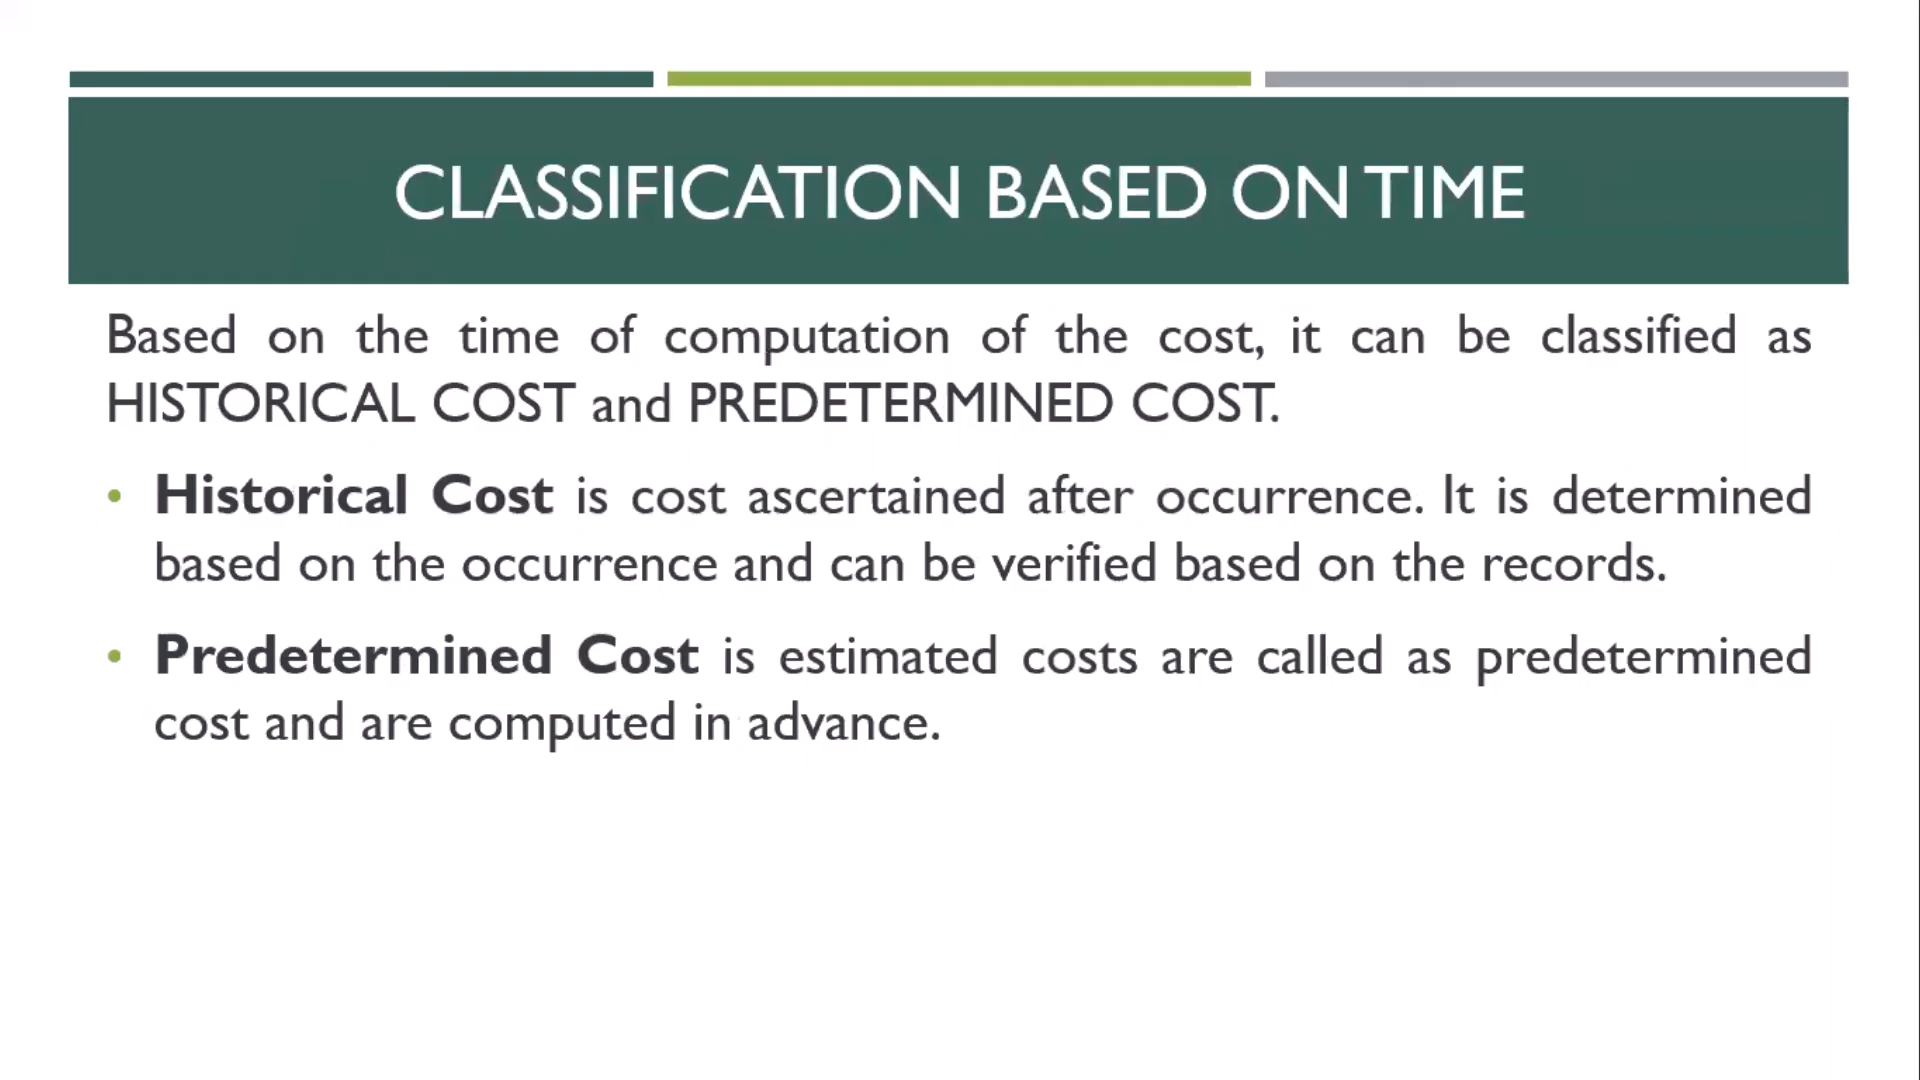 CLASSIFICATION BASED ON TIME
Based on the time of computation of the cost, it can be classified as
HISTORICAL COST and PREDETERMINED COST.
• Historical Cost is cost ascertained after occurrence. It is determined
based on the occurrence and can be verified based on the records.
• Predetermined Cost is estimated costs are called as predetermined
cost and are computed in advance.